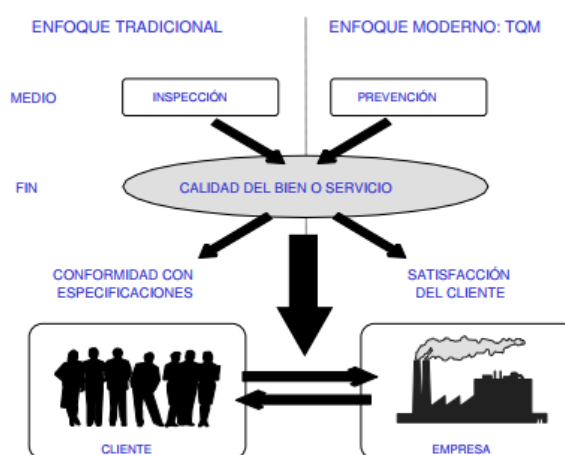 ENFOQUE TRADICIONAL
ENFOQUE MODERNO: TQM
MEDIO
INSPECCIÓN
PREVENCIÓN
FIN
CALIDAD DEL BIEN O SERVICIO
CONFORMIDAD CON
ESPECIFICACIONES
SATISFACCIÓN
DEL CLIENTE
CLIENTE
EMPRESA